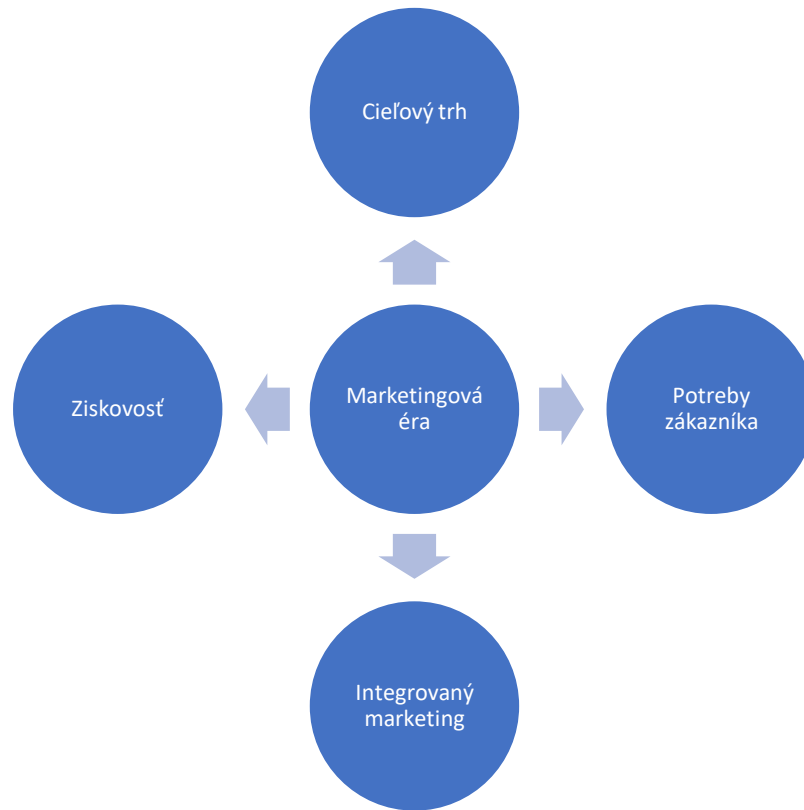 Cieľový trh
Ziskovosť
Marketingová
éra
Potreby
zákazníka
Integrovaný
marketing